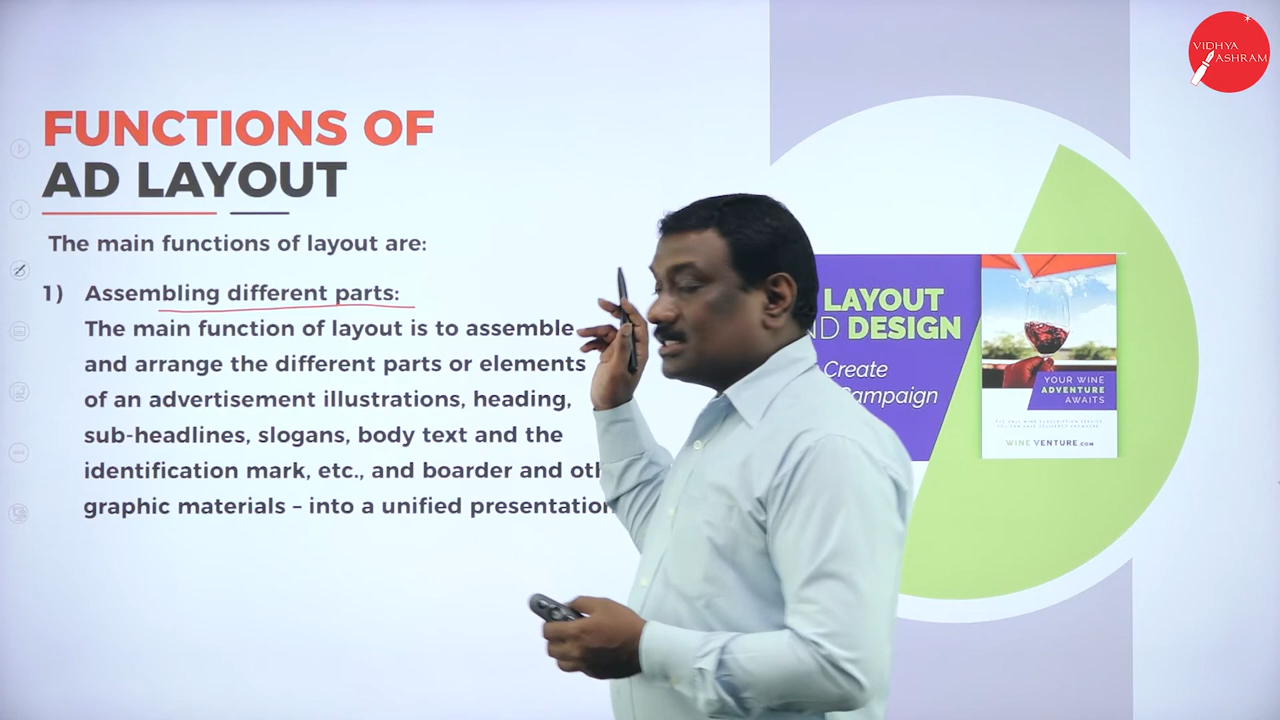 VIDHYA
ASHRAM
FUNCTIONS OF
AD LAYOUT
The main functions of layout are:
1) Assembling different parts:
The main function of layout is to assemble
and arrange the different parts or elements
of an advertisement illustrations, heading,
sub-headlines, slogans, body text and the
identification mark, etc., and boarder and oth
graphic materials – into a unified presentation
LAYOUT
ND DESIGN
Create
Campaign
YOUR WINE
ADVENTURE
AWAITS
WINE VENTURE.COM